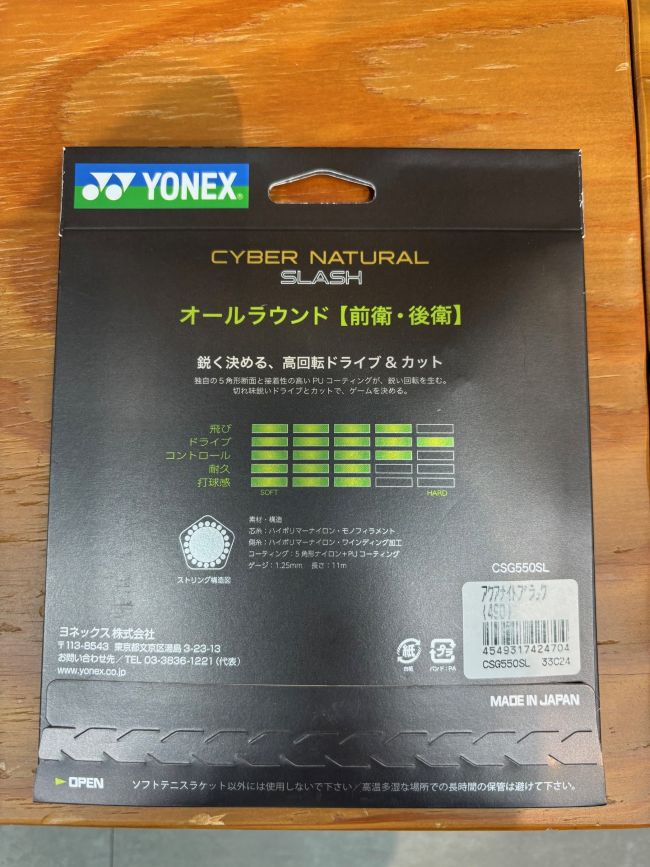 YONEX®
CYBER NATURAL
SLASH
オールラウンド【前衛・後衛】
鋭く決める、高回転ドライブ & カット
独自の5角形断面と接着性の高い PU コーティングが、鋭い回転を生む。
切れ味鋭いドライブとカットで、ゲームを決める。
飛び
ドライブ
コントロール
耐久
打球感
SOFT HARD
素材・構造
芯糸：ハイポリマーナイロン・モノフィラメント
側糸：ハイポリマーナイロン・ワインディング加工
コーティング：5角形ナイロン+PUコーティング
ゲージ：1.25mm 長さ：11m
ストリング構造図
CSG550SL
アクアナイトブラック
(490)
4549317424704
CSG550SL 33C24
ヨネックス株式会社
〒113-8543 東京都文京区湯島 3-23-13
お問い合わせ先／TEL 03-3836-1221（代表）
www.yonex.co.jp
紙
台紙
プラ
バンド：PA
MADE IN JAPAN
OPEN
ソフトテニスラケット以外には使用しないで下さい／高温多湿な場所での長時間の保管は避けて下さい。